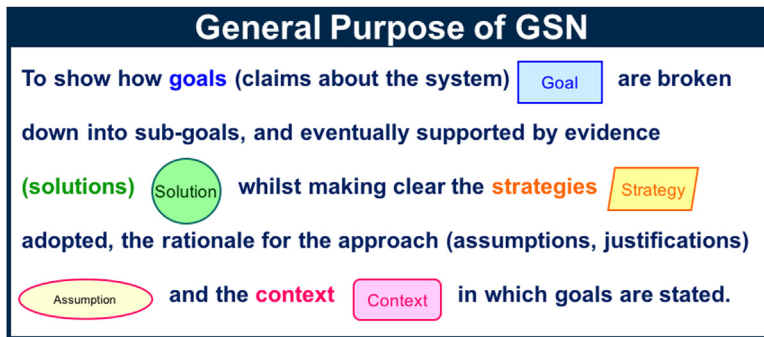 General Purpose of GSN
To show how goals (claims about the system) Goal are broken
down into sub-goals, and eventually supported by evidence
(solutions) Solution whilst making clear the strategies Strategy
adopted, the rationale for the approach (assumptions, justifications)
Assumption and the context Context in which goals are stated.